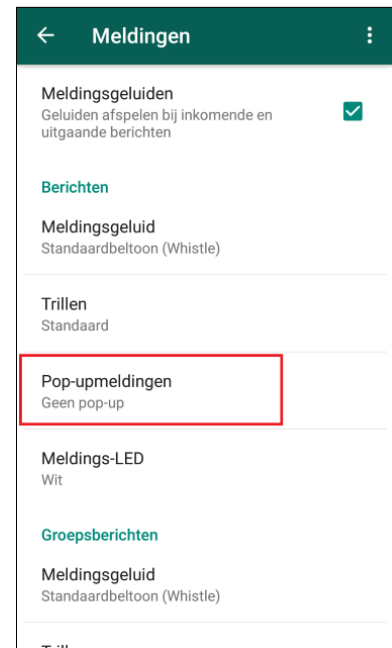 Meldingen
Meldingsgeluiden
Geluiden afspelen bij inkomende en
uitgaande berichten
Berichten
Meldingsgeluid
Standaardbeltoon (Whistle)
Trillen
Standaard
Pop-upmeldingen
Geen pop-up
Meldings-LED
Wit
Groepsberichten
Meldingsgeluid
Standaardbeltoon (Whistle)